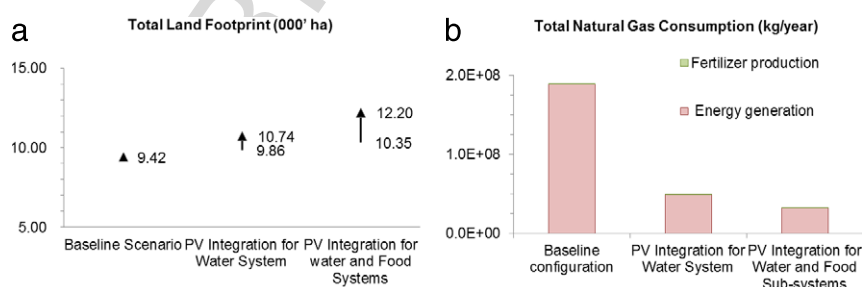 a
Total Land Footprint (000' ha)
15.00
10.00
5.00
9.42
10.74
9.86
12.20
10.35
Baseline Scenario
PV Integration for
Water System
PV Integration for
water and Food
Systems
b
Total Natural Gas Consumption (kg/year)
2.0E+08
1.0E+08
0.0E+00
Fertilizer production
Energy generation
Baseline
configuration
PV Integration for
Water System
PV Integration for
Water and Food
Sub-systems